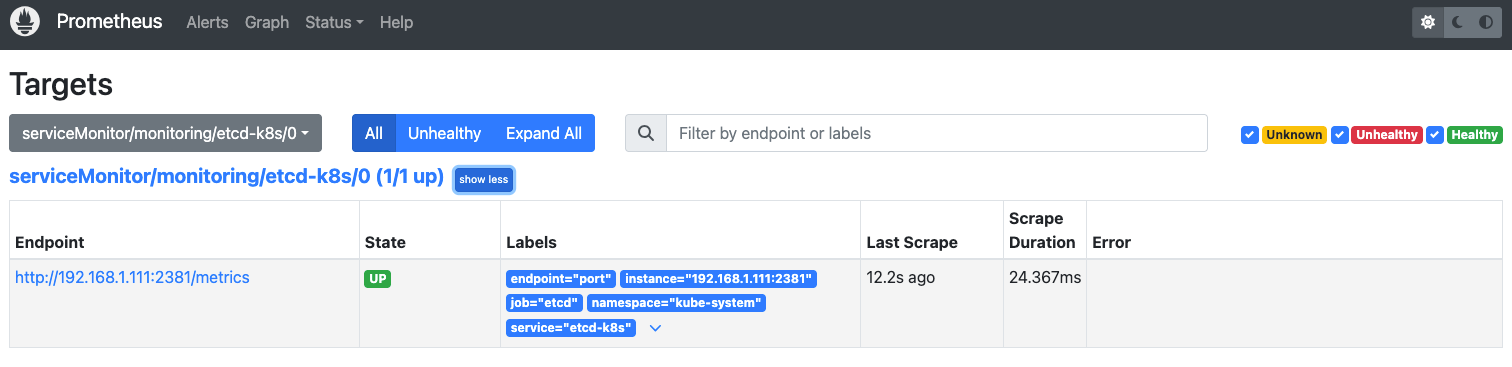 Prometheus Alerts Graph Status Help
Targets
serviceMonitor/monitoring/etcd-k8s/0 All Unhealthy Expand All Filter by endpoint or labels Unknown Unhealthy Healthy
serviceMonitor/monitoring/etcd-k8s/0 (1/1 up) show less
Endpoint State Labels Last Scrape Scrape Duration Error
http://192.168.1.111:2381/metrics UP endpoint="port" instance="192.168.1.111:2381" 12.2s ago 24.367ms
job="etcd" namespace="kube-system"
service="etcd-k8s"